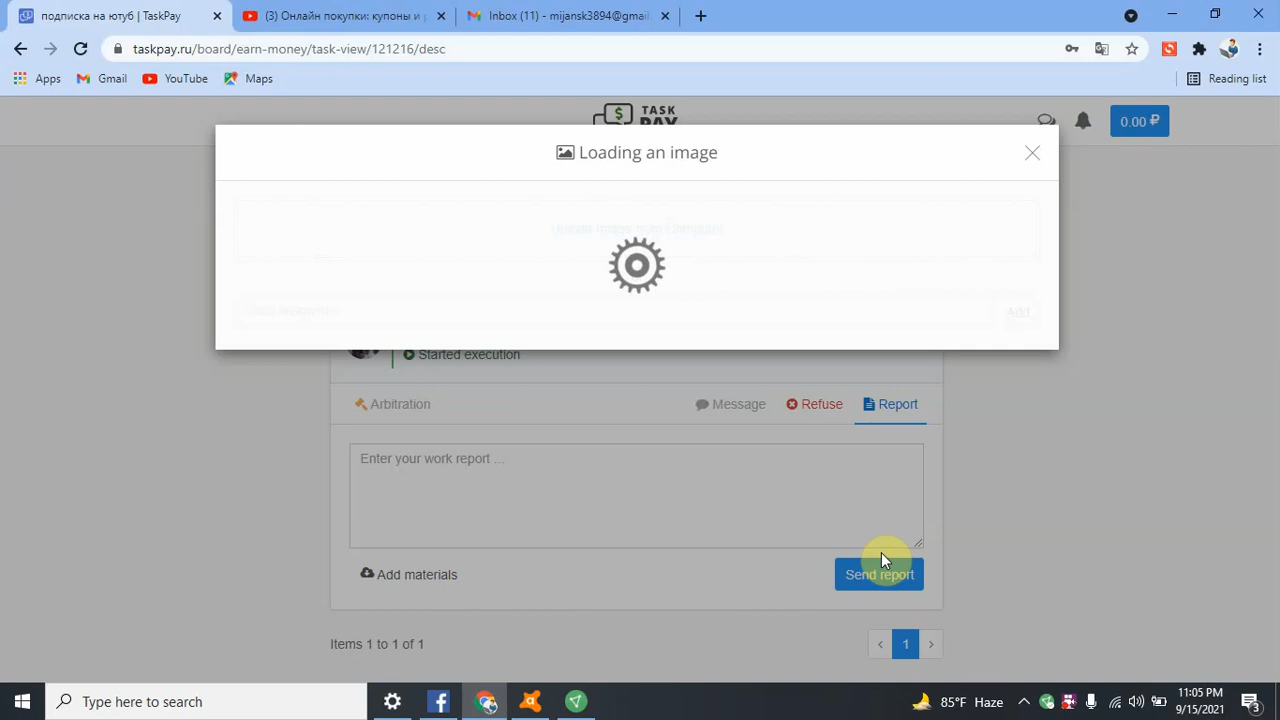 подписка на ютуб | TaskPay
(3) Онлайн покупки: купоны и р
Inbox (11) - mijansk3894@gmail.
taskpay.ru/board/earn-money/task-view/121216/desc
Apps
Gmail
YouTube
Maps
Reading list
TASK
PAY
0.00 ₽
Loading an image
Add
Started execution
Arbitration
Message
Refuse
Report
Enter your work report ...
Add materials
Send report
Items 1 to 1 of 1
1
Type here to search
85°F Haze
11:05 PM
9/15/2021
3